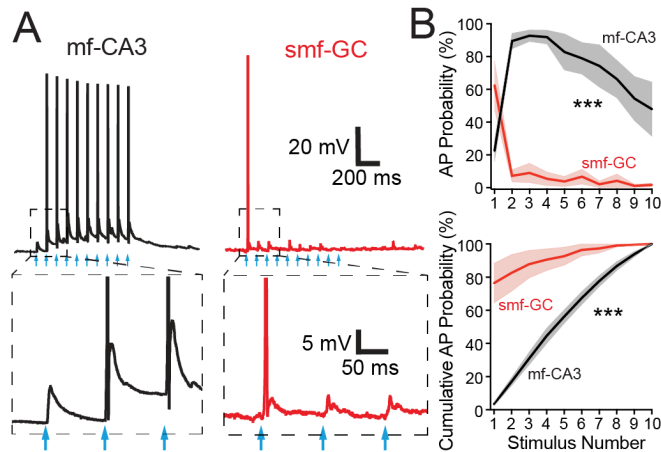 A
mf-CA3
smf-GC
20 mV
200 ms
5 mV
50 ms
B
AP Probability (%)
100
80
60
40
20
0
mf-CA3
***
smf-GC
1 2 3 4 5 6 7 8 9 10
Cumulative AP Probability (%)
100
80
60
40
20
0
smf-GC
***
mf-CA3
1 2 3 4 5 6 7 8 9 10
Stimulus Number